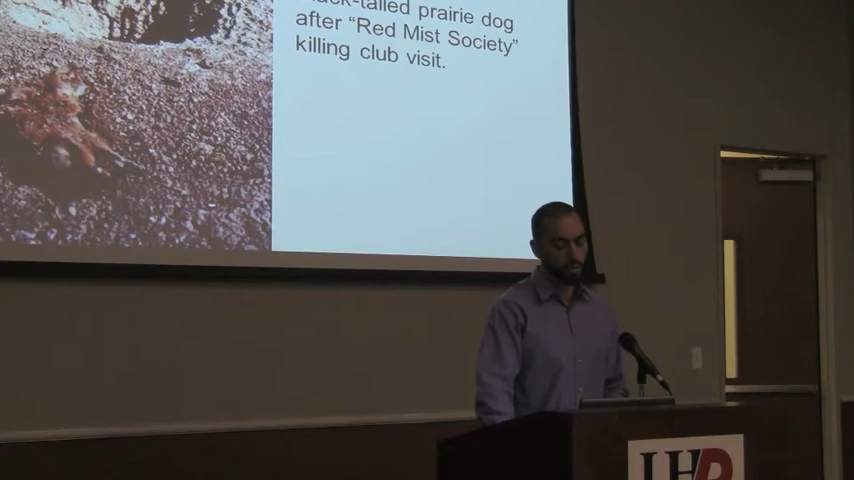 prairie dog
after “Red Mist Society”
killing club visit.